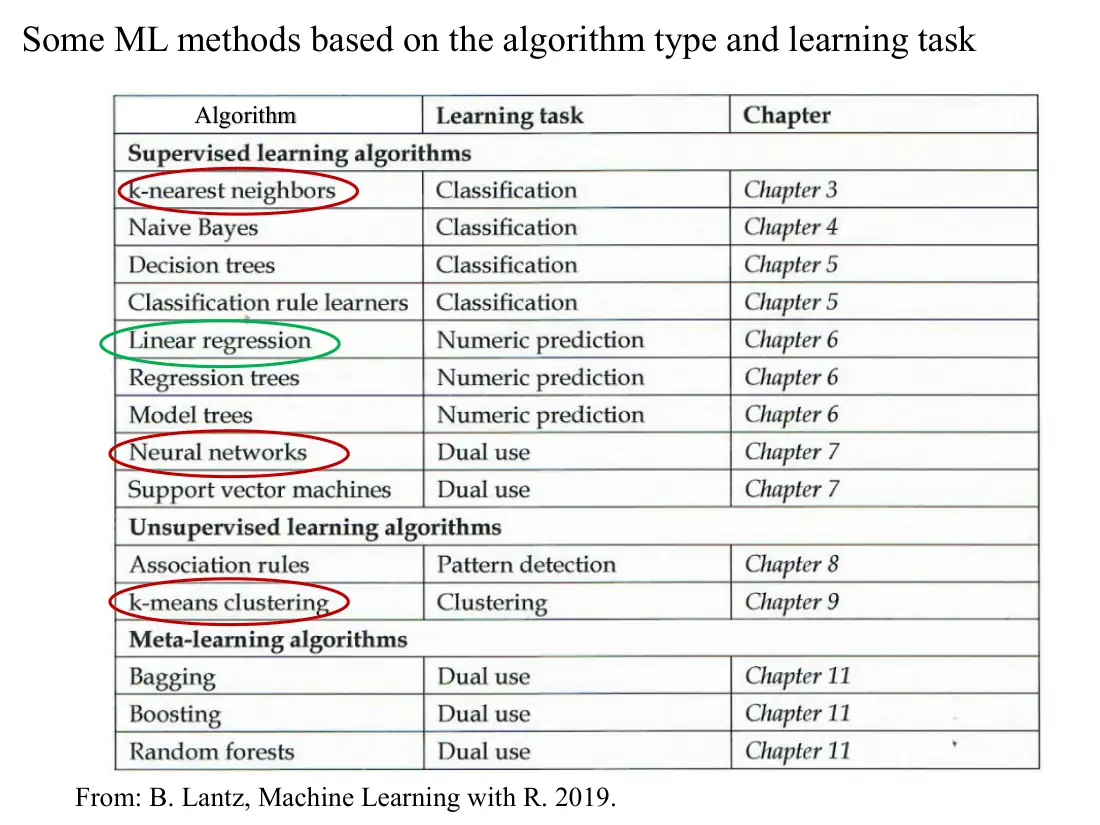 Some ML methods based on the algorithm type and learning task
Algorithm Learning task Chapter
Supervised learning algorithms
k-nearest neighbors Classification Chapter 3
Naive Bayes Classification Chapter 4
Decision trees Classification Chapter 5
Classification rule learners Classification Chapter 5
Linear regression Numeric prediction Chapter 6
Regression trees Numeric prediction Chapter 6
Model trees Numeric prediction Chapter 6
Neural networks Dual use Chapter 7
Support vector machines Dual use Chapter 7
Unsupervised learning algorithms
Association rules Pattern detection Chapter 8
k-means clustering Clustering Chapter 9
Meta-learning algorithms
Bagging Dual use Chapter 11
Boosting Dual use Chapter 11
Random forests Dual use Chapter 11
From: B. Lantz, Machine Learning with R. 2019.